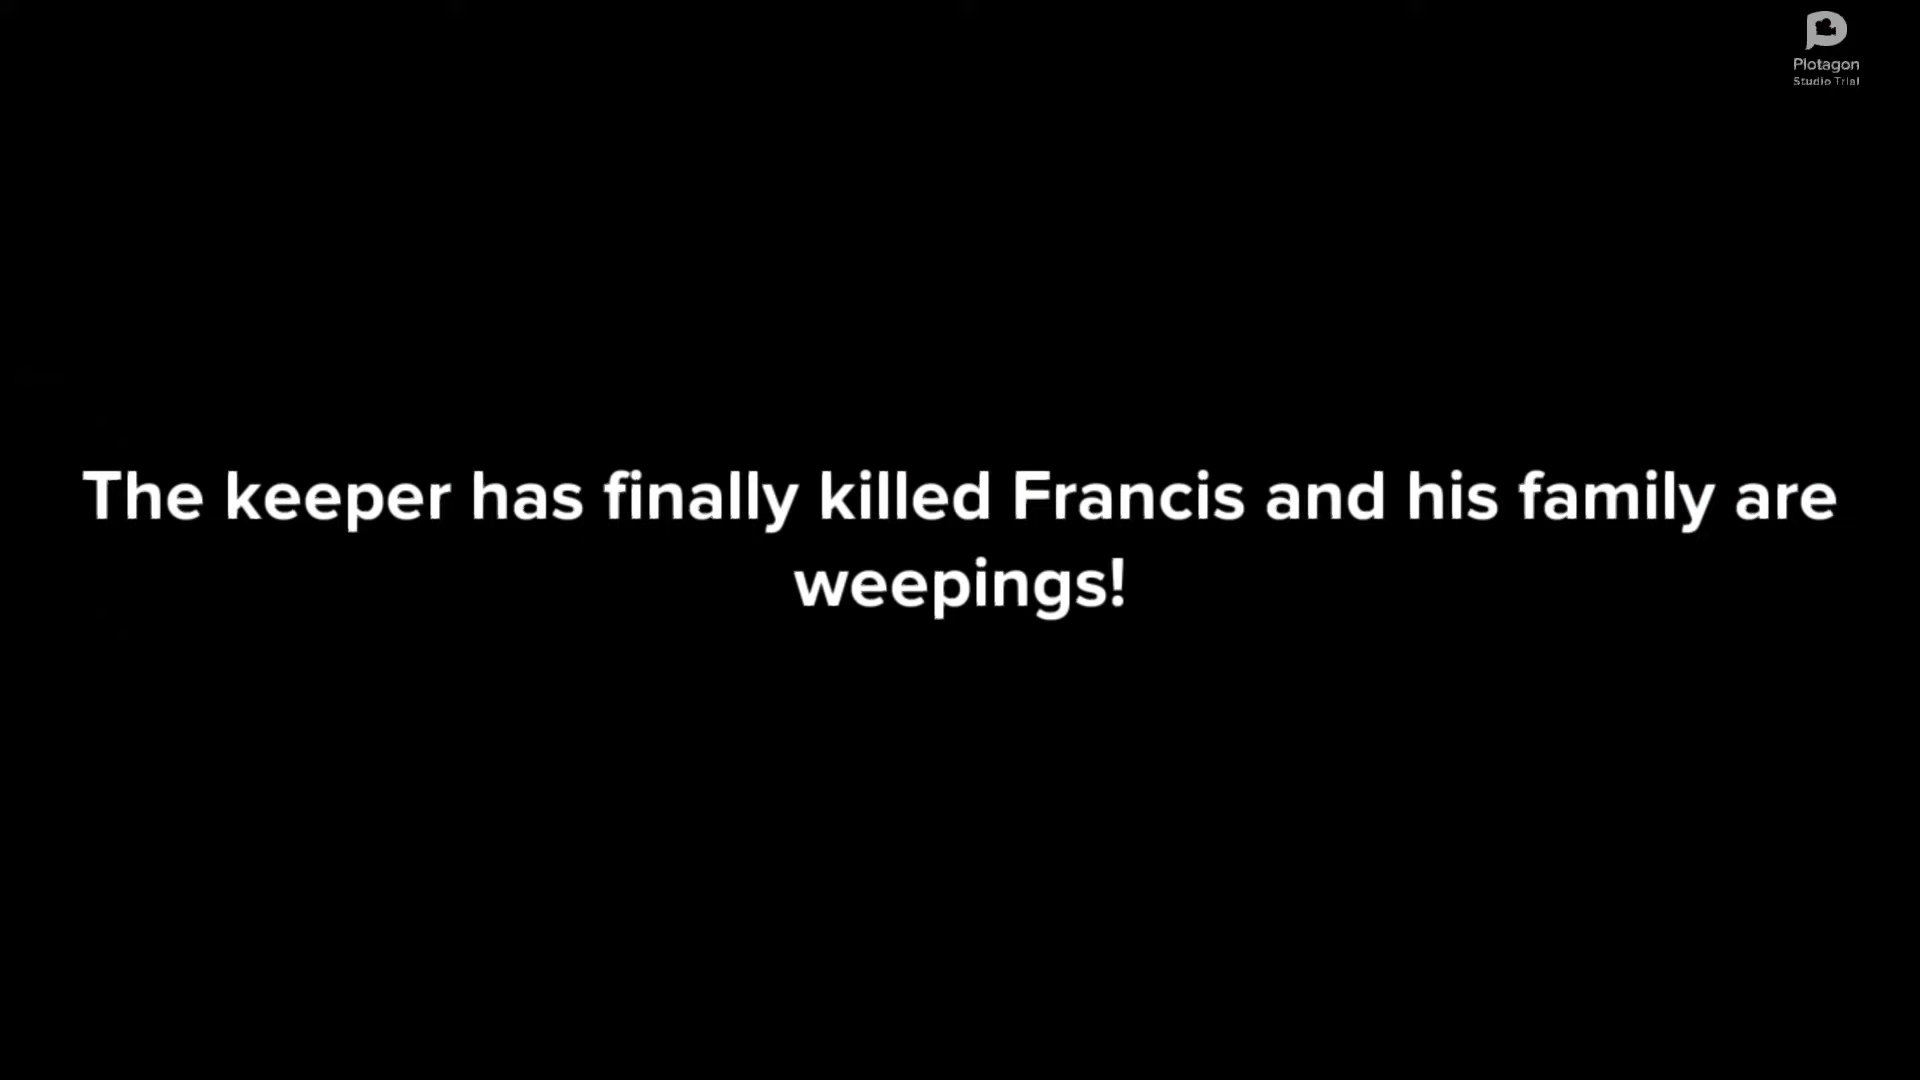 Plotagon
Studio Trial
The keeper has finally killed Francis and his family are
weepings!